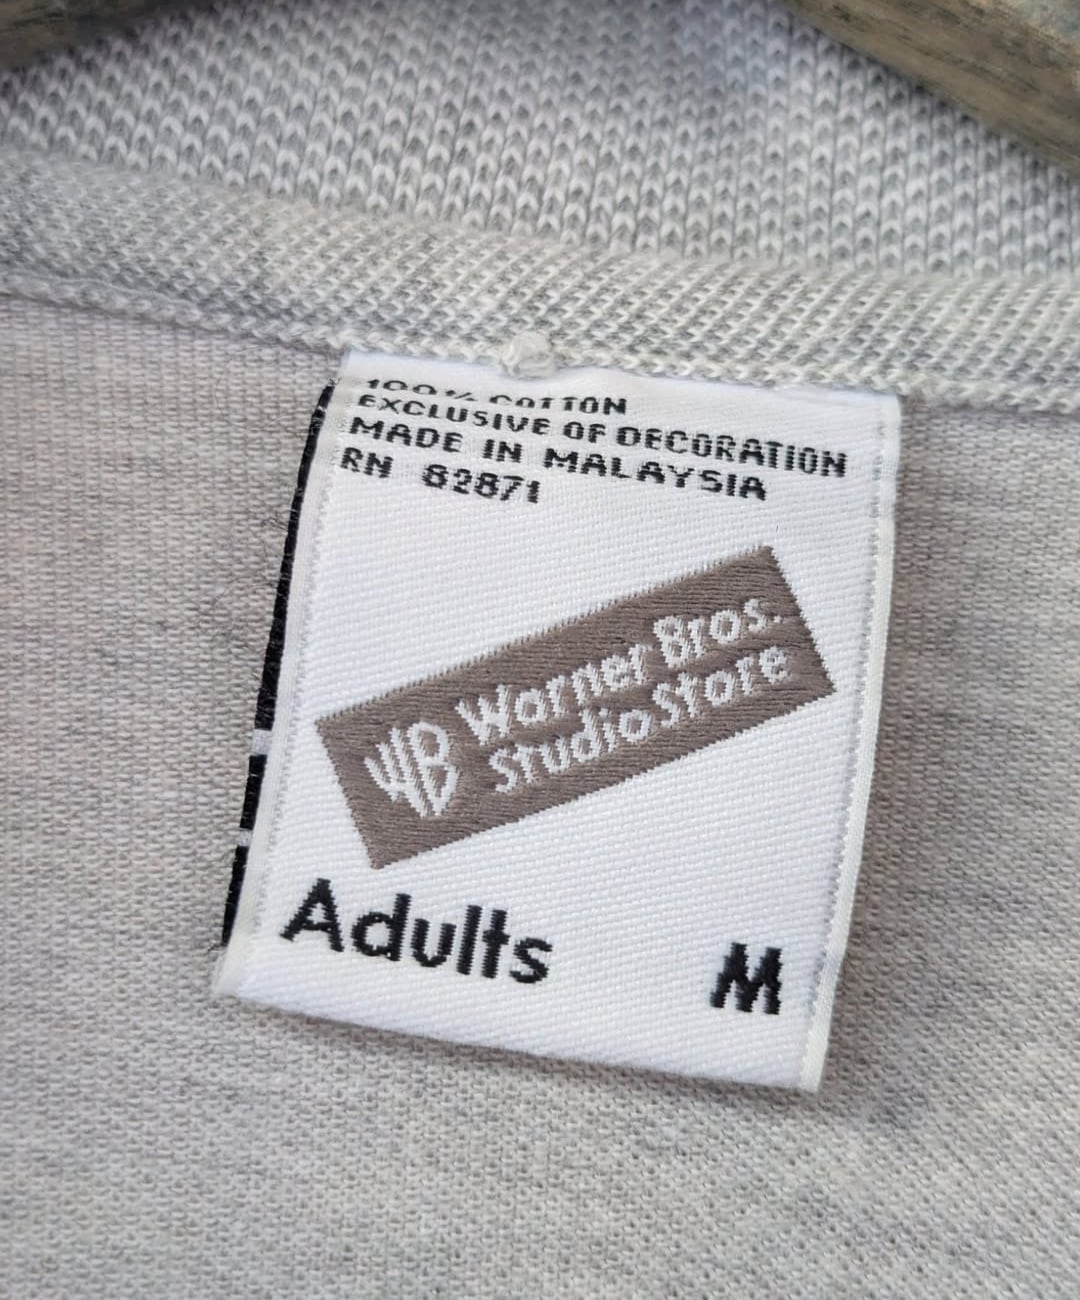 100% COTTON
EXCLUSIVE OF DECORATION
MADE IN MALAYSIA
RN 82871
WB Warner Bros.
Studio Store
Adults M